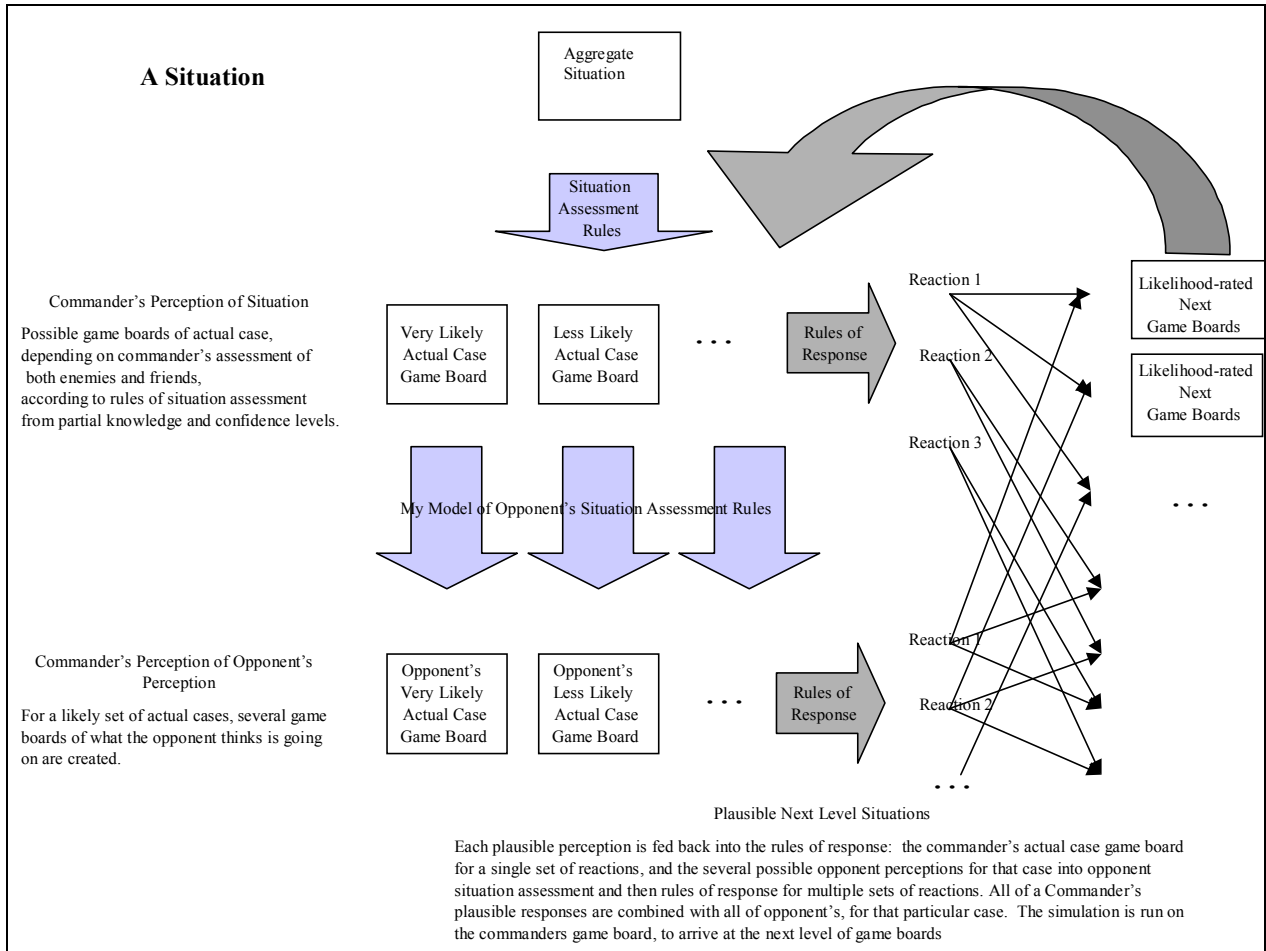 A Situation
Aggregate
Situation
Situation
Assessment
Rules
Commander's Perception of Situation
Possible game boards of actual case,
depending on commander's assessment of
both enemies and friends,
according to rules of situation assessment
from partial knowledge and confidence levels.
Very Likely
Actual Case
Game Board
Less Likely
Actual Case
Game Board
. . .
Rules of
Response
Reaction 1
Reaction 2
Reaction 3
Likelihood-rated
Next
Game Boards
Likelihood-rated
Next
Game Boards
. . .
My Model of Opponent's Situation Assessment Rules
Commander's Perception of Opponent's
Perception
For a likely set of actual cases, several game
boards of what the opponent thinks is going
on are created.
Opponent's
Very Likely
Actual Case
Game Board
Opponent's
Less Likely
Actual Case
Game Board
. . .
Rules of
Response
Reaction 1
Reaction 2
. . .
Plausible Next Level Situations
Each plausible perception is fed back into the rules of response: the commander's actual case game board
for a single set of reactions, and the several possible opponent perceptions for that case into opponent
situation assessment and then rules of response for multiple sets of reactions. All of a Commander's
plausible responses are combined with all of opponent's, for that particular case. The simulation is run on
the commanders game board, to arrive at the next level of game boards